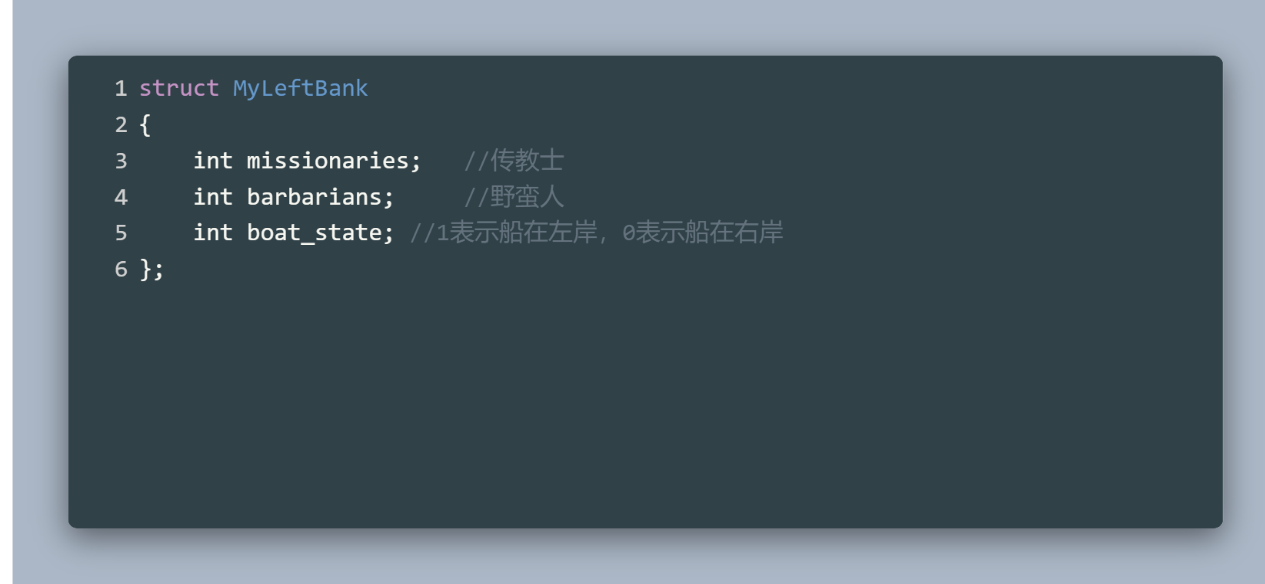 1 struct MyLeftBank
2 {
3     int missionaries;   //传教士
4     int barbarians;     //野蛮人
5     int boat_state; //1表示船在左岸，0表示船在右岸
6 };